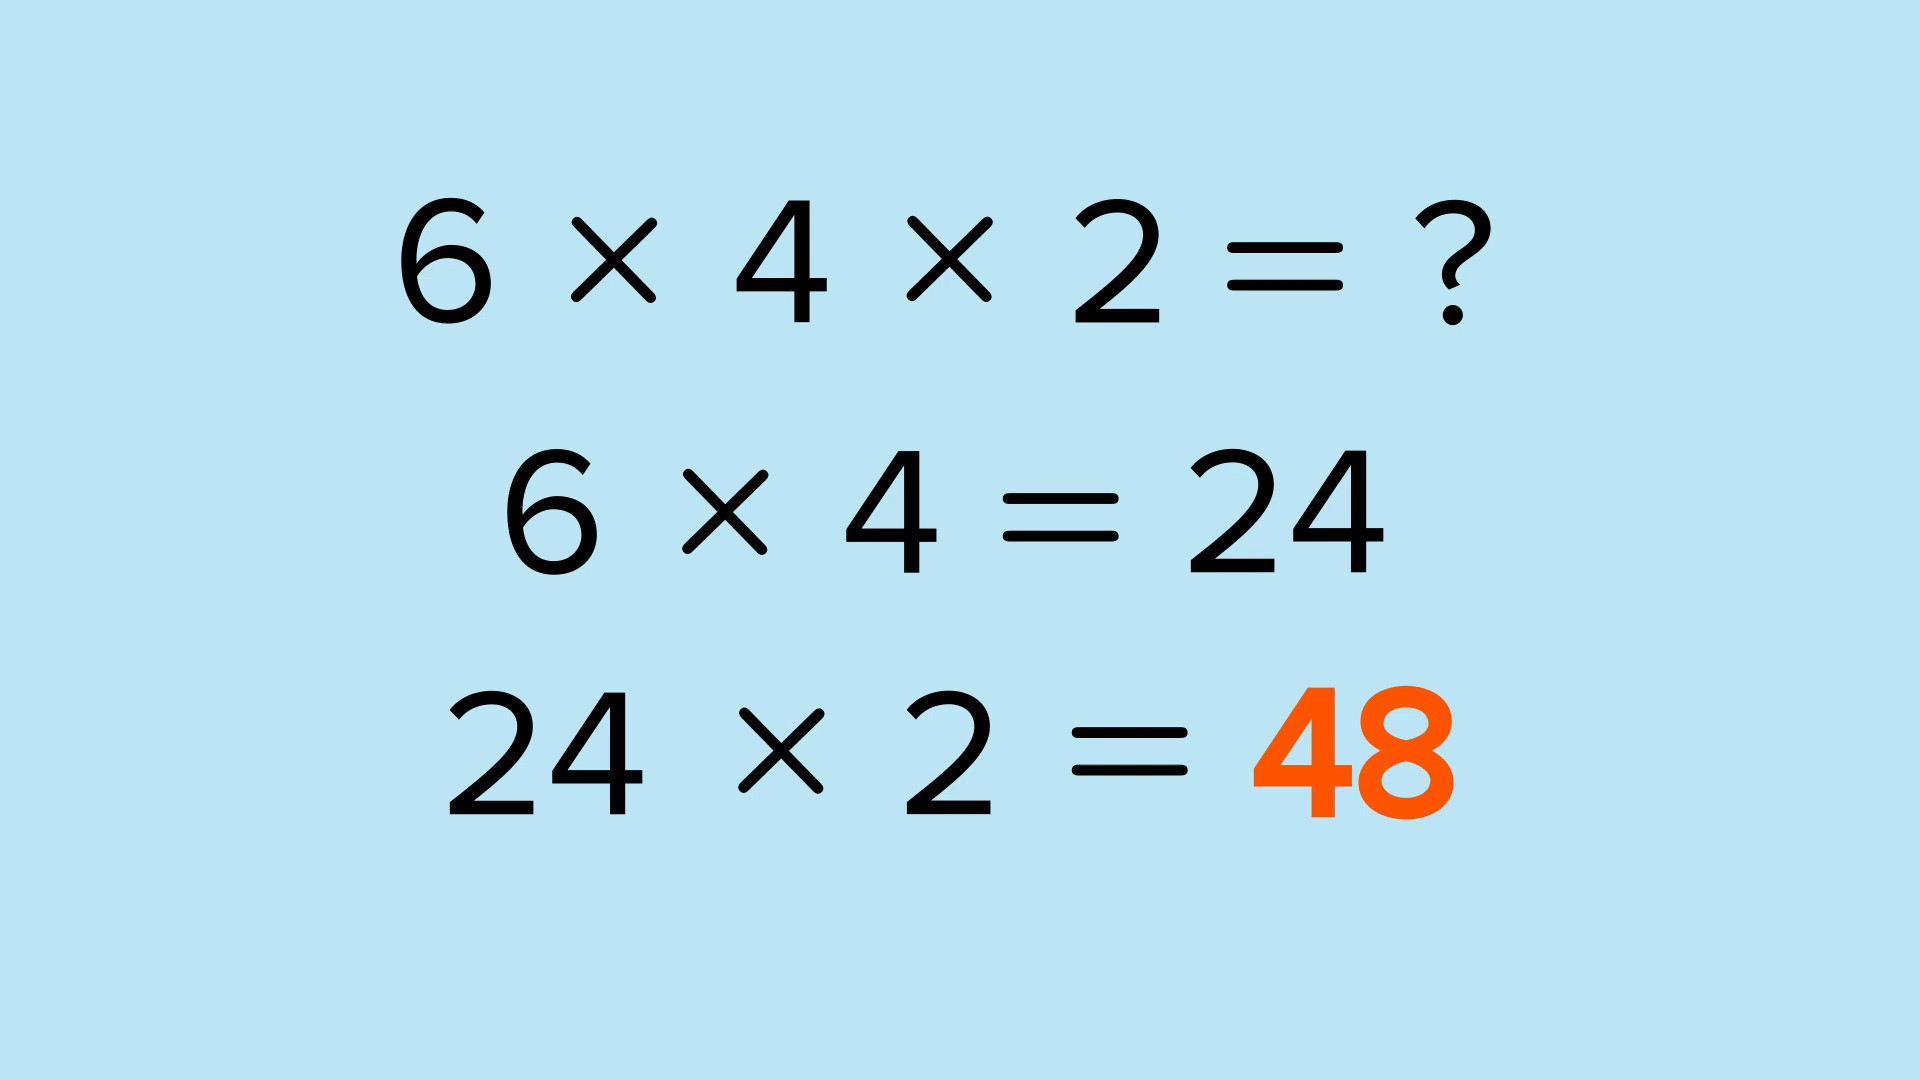 6 × 4 × 2 = ?
6 × 4 = 24
24 × 2 = 48